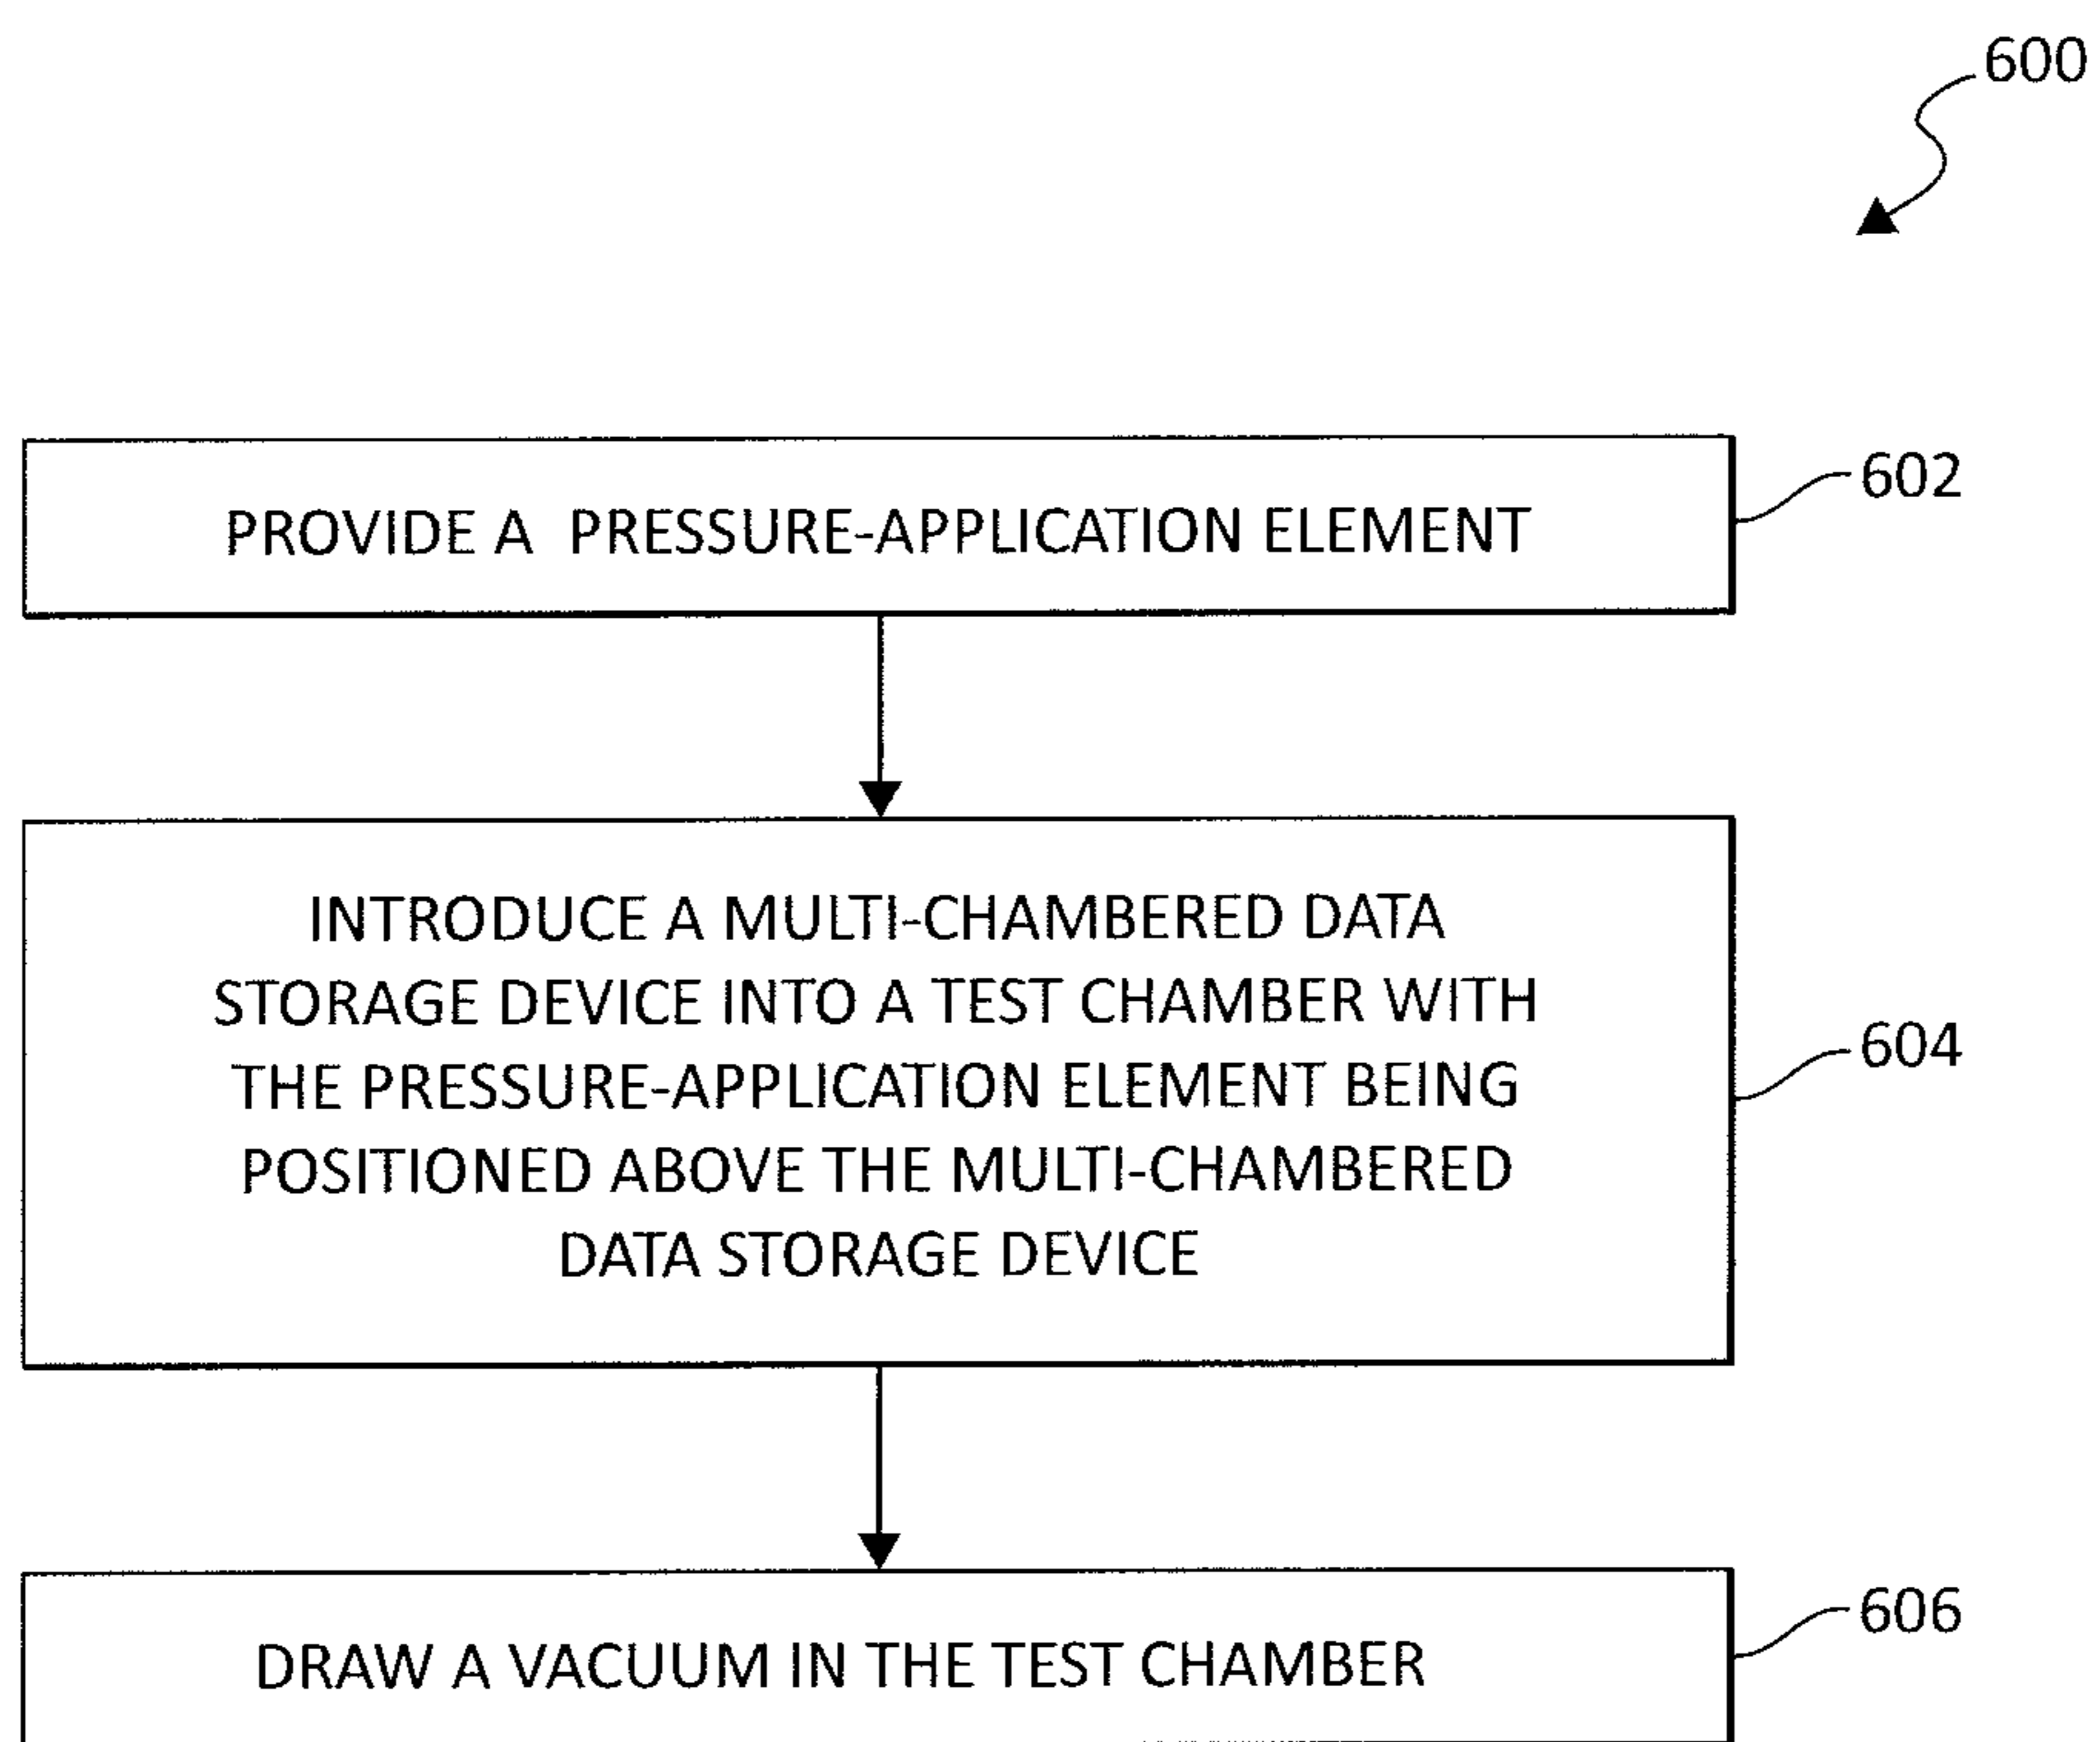 600
PROVIDE A PRESSURE-APPLICATION ELEMENT
602
INTRODUCE A MULTI-CHAMBERED DATA
STORAGE DEVICE INTO A TEST CHAMBER WITH
THE PRESSURE-APPLICATION ELEMENT BEING
POSITIONED ABOVE THE MULTI-CHAMBERED
DATA STORAGE DEVICE
604
DRAW A VACUUM IN THE TEST CHAMBER
606